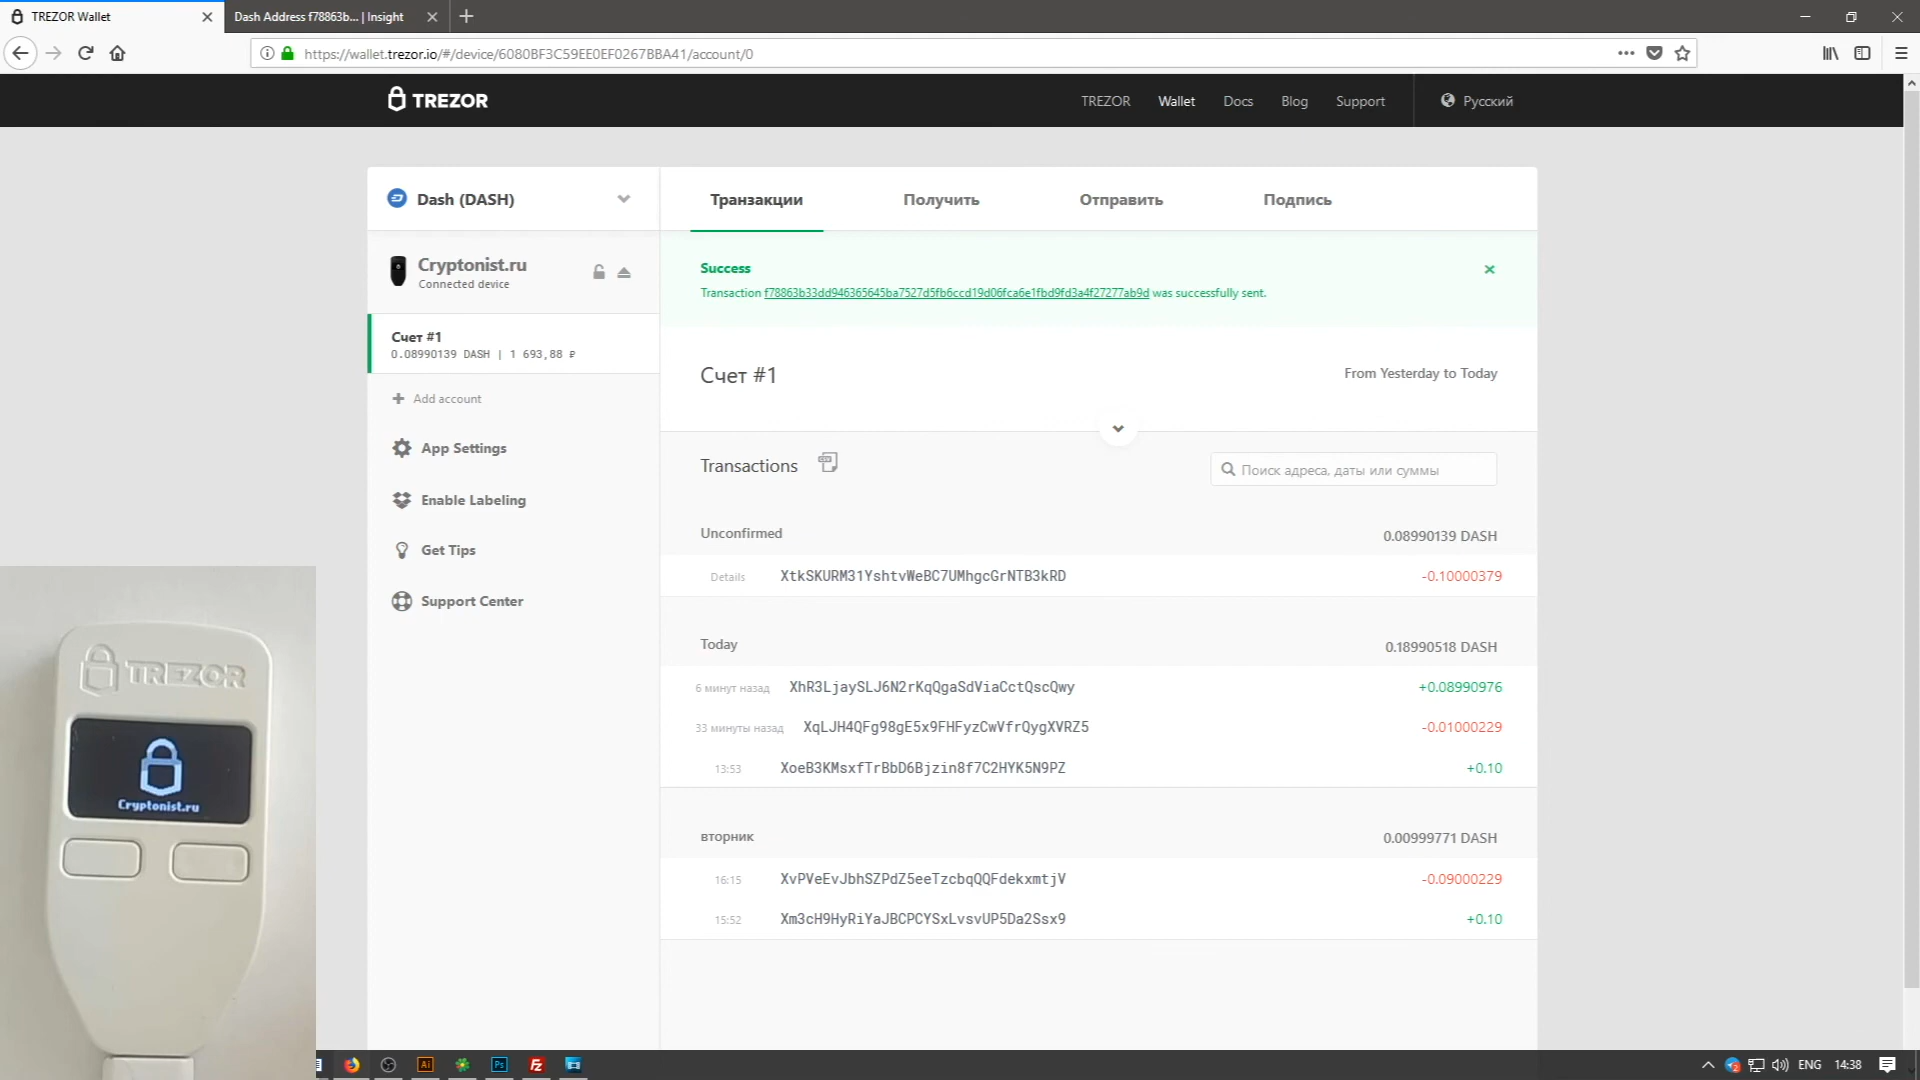 TREZOR Wallet
Dash Address f78863b... | Insight
https://wallet.trezor.io/#/device/6080BF3C59EE0EF0267BBA41/account/0
TREZOR
TREZOR
Wallet
Docs
Blog
Support
Русский
Dash (DASH)
Транзакции
Получить
Отправить
Подпись
Cryptonist.ru
Connected device
Success
Transaction f78863b33dd946365645ba7527d5fb6ccd19d06fca6e1fbd9fd3a4f27277ab9d was successfully sent.
Счет #1
0.08990139 DASH | 1 693,88 ₽
Add account
App Settings
Enable Labeling
Get Tips
Support Center
Счет #1
From Yesterday to Today
Transactions
Поиск адреса, даты или суммы
Unconfirmed
0.08990139 DASH
Details XtkSKURM31YshtvWeBC7UMhgcGrNTB3kRD -0.10000379
Today
0.18990518 DASH
6 минут назад XhR3LjaySLJ6N2rKqQgaSdViaCctQscQwy +0.08990976
33 минуты назад XqLJH4QFg98gE5x9FHFyzCwVfrQygXVRZ5 -0.01000229
13:53 XoeB3KMsxfTrBbD6Bjzin8f7C2HYK5N9PZ +0.10
вторник
0.00999771 DASH
16:15 XvPVeEvJbhSZPdZ5eeTzcbqQQFdekxmtjV -0.09000229
15:52 Xm3cH9HyRiYaJBCPCYSxLvsvUP5Da2Ssx9 +0.10
TREZOR
Cryptonist.ru
Ai
Ps
Fz
ENG
14:38